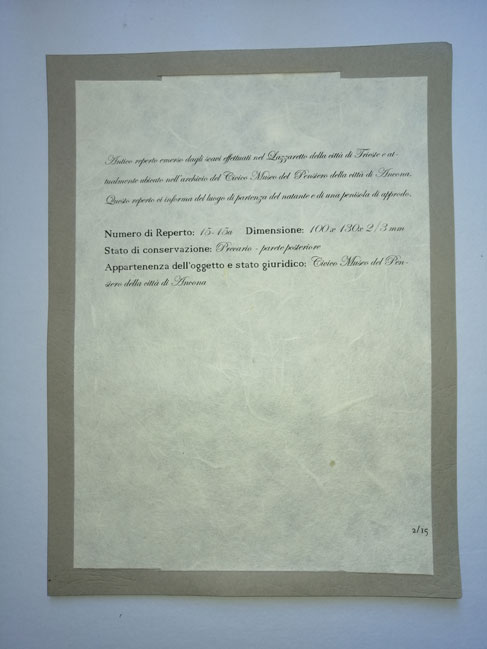 Antico reperto emerso dagli scavi effettuati nel Lazzaretto della città di Trieste e at-
tualmente ubicato nell'archivio del Civico Museo del Pensiero della città di Ancona.
Questo reperto ci informa del luogo di partenza del natante e di una penisola di approdo.
Numero di Reperto: 15-15a Dimensione: 100 x 130 x 2 / 3 mm
Stato di conservazione: Precario - parete posteriore
Appartenenza dell'oggetto e stato giuridico: Civico Museo del Pen-
siero della città di Ancona
2/15